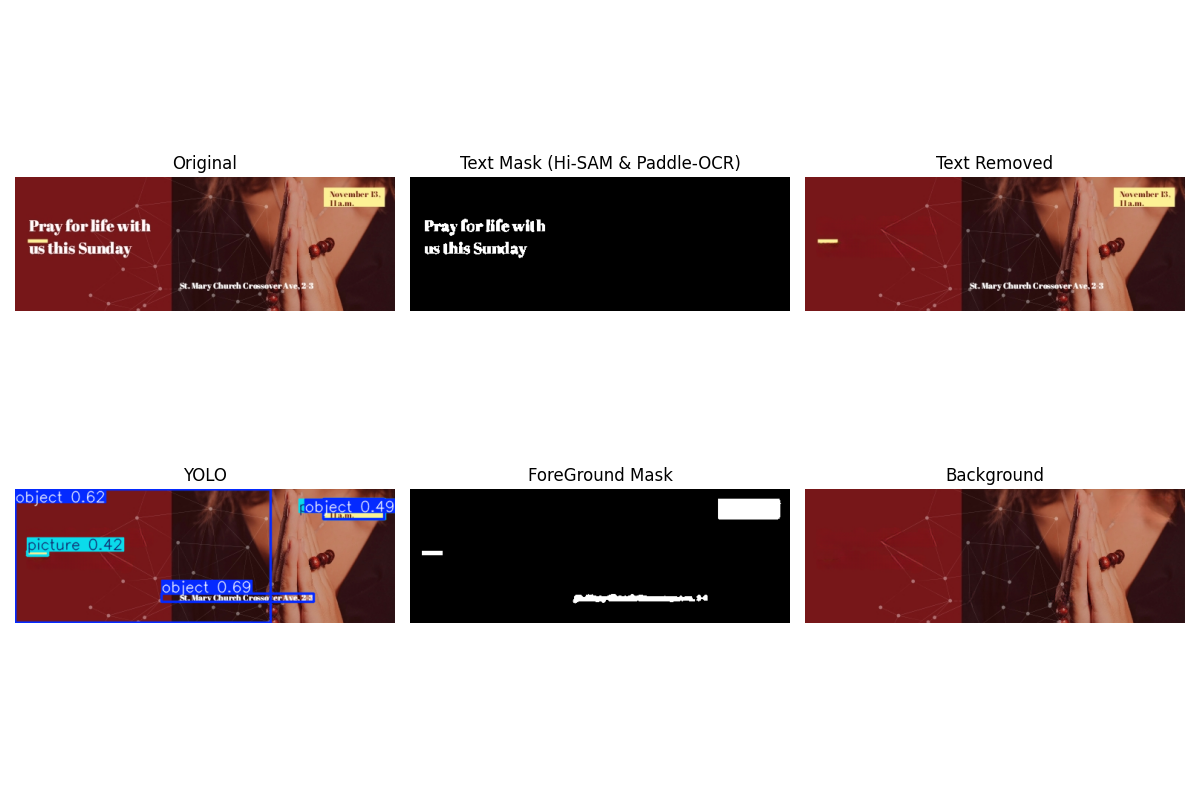 Original
Text Mask (Hi-SAM & Paddle-OCR)
Text Removed
November 13,
11 a.m.
Pray for life with
us this Sunday
St. Mary Church Crossover Ave, 2-3
Pray for life with
us this Sunday
November 13,
11 a.m.
St. Mary Church Crossover Ave, 2-3
YOLO
ForeGround Mask
Background
object 0.62
object 0.49
11 a.m.
picture 0.42
object 0.69
St. Mary Church Crossover Ave, 2-3